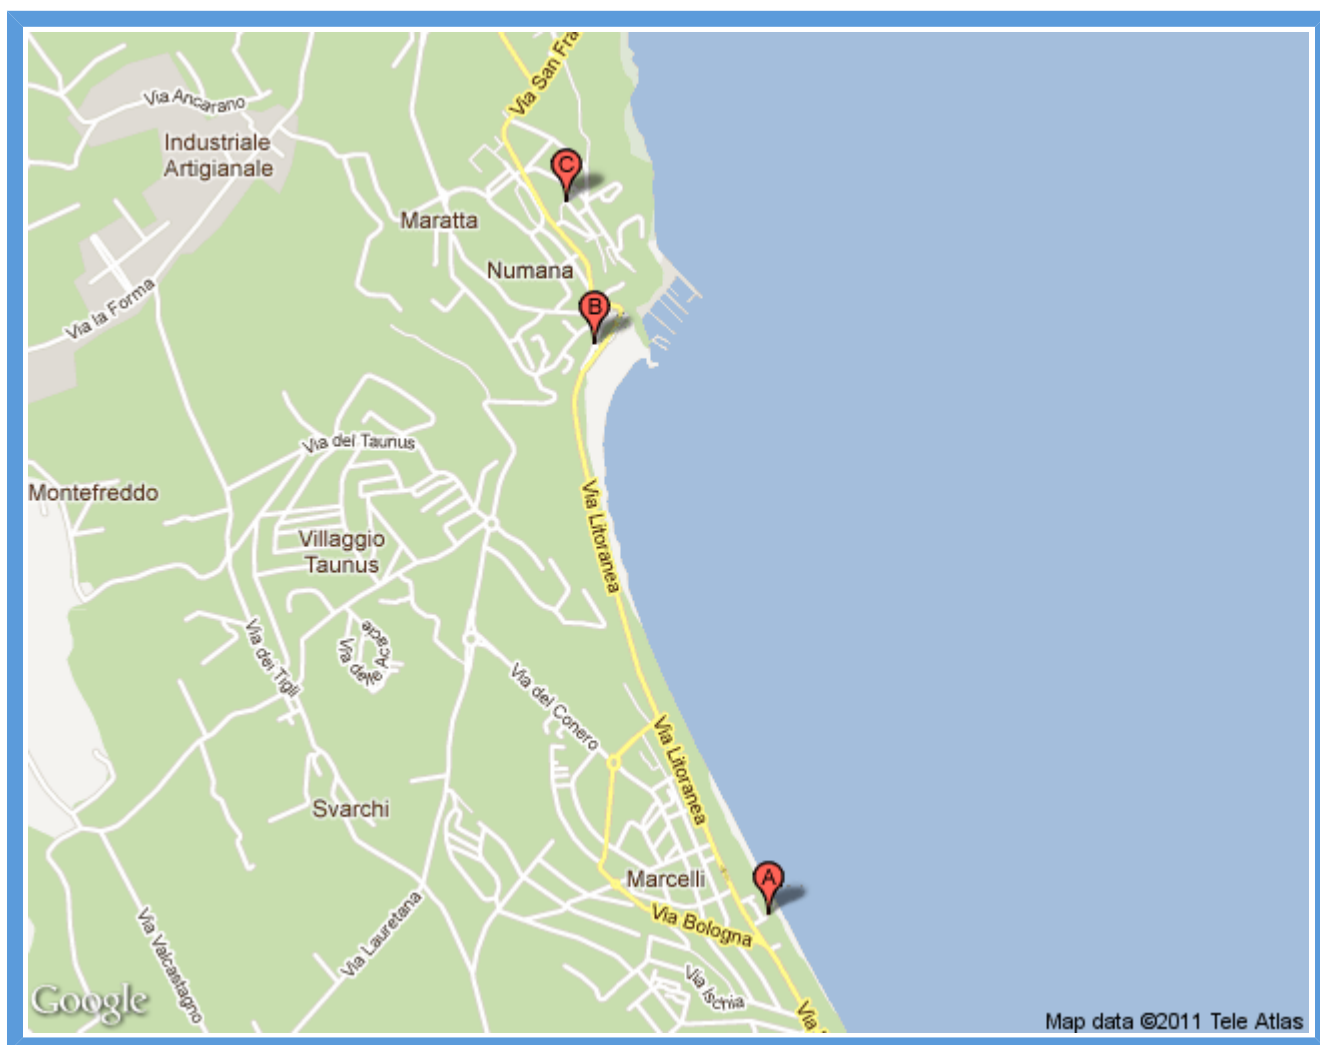 Via San Fra
Via Ancarano
Industriale
Artigianale
C
Maratta
Numana
B
Via la Forma
Via del Taunus
Montefreddo
Via Litoranea
Villaggio
Taunus
Via delle Acacie
Via dei Tigli
Via del Conero
Via Litoranea
Svarchi
Marcelli
A
Via Bologna
Via Lauretana
Via Valcastagno
Via Ischia
Via
Google
Map data ©2011 Tele Atlas